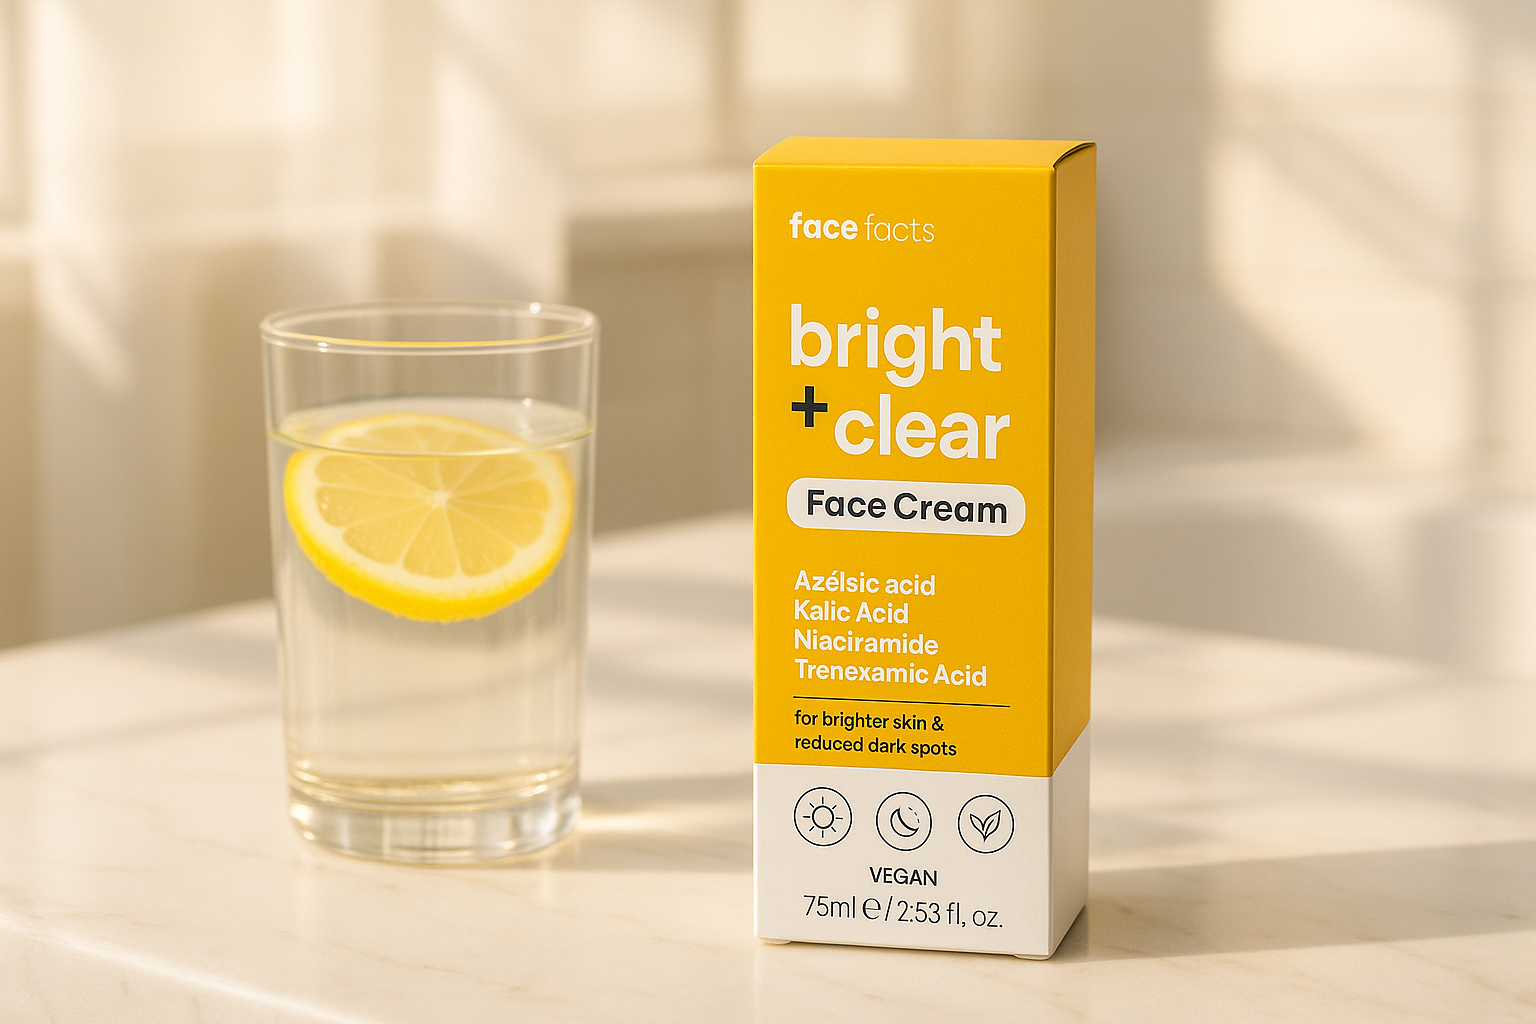 face facts
bright
+clear
Face Cream
Azélsic acid
Kalic Acid
Niaciramide
Trenexamic Acid
for brighter skin &
reduced dark spots
VEGAN
75ml ℮/2:53 fl, oz.